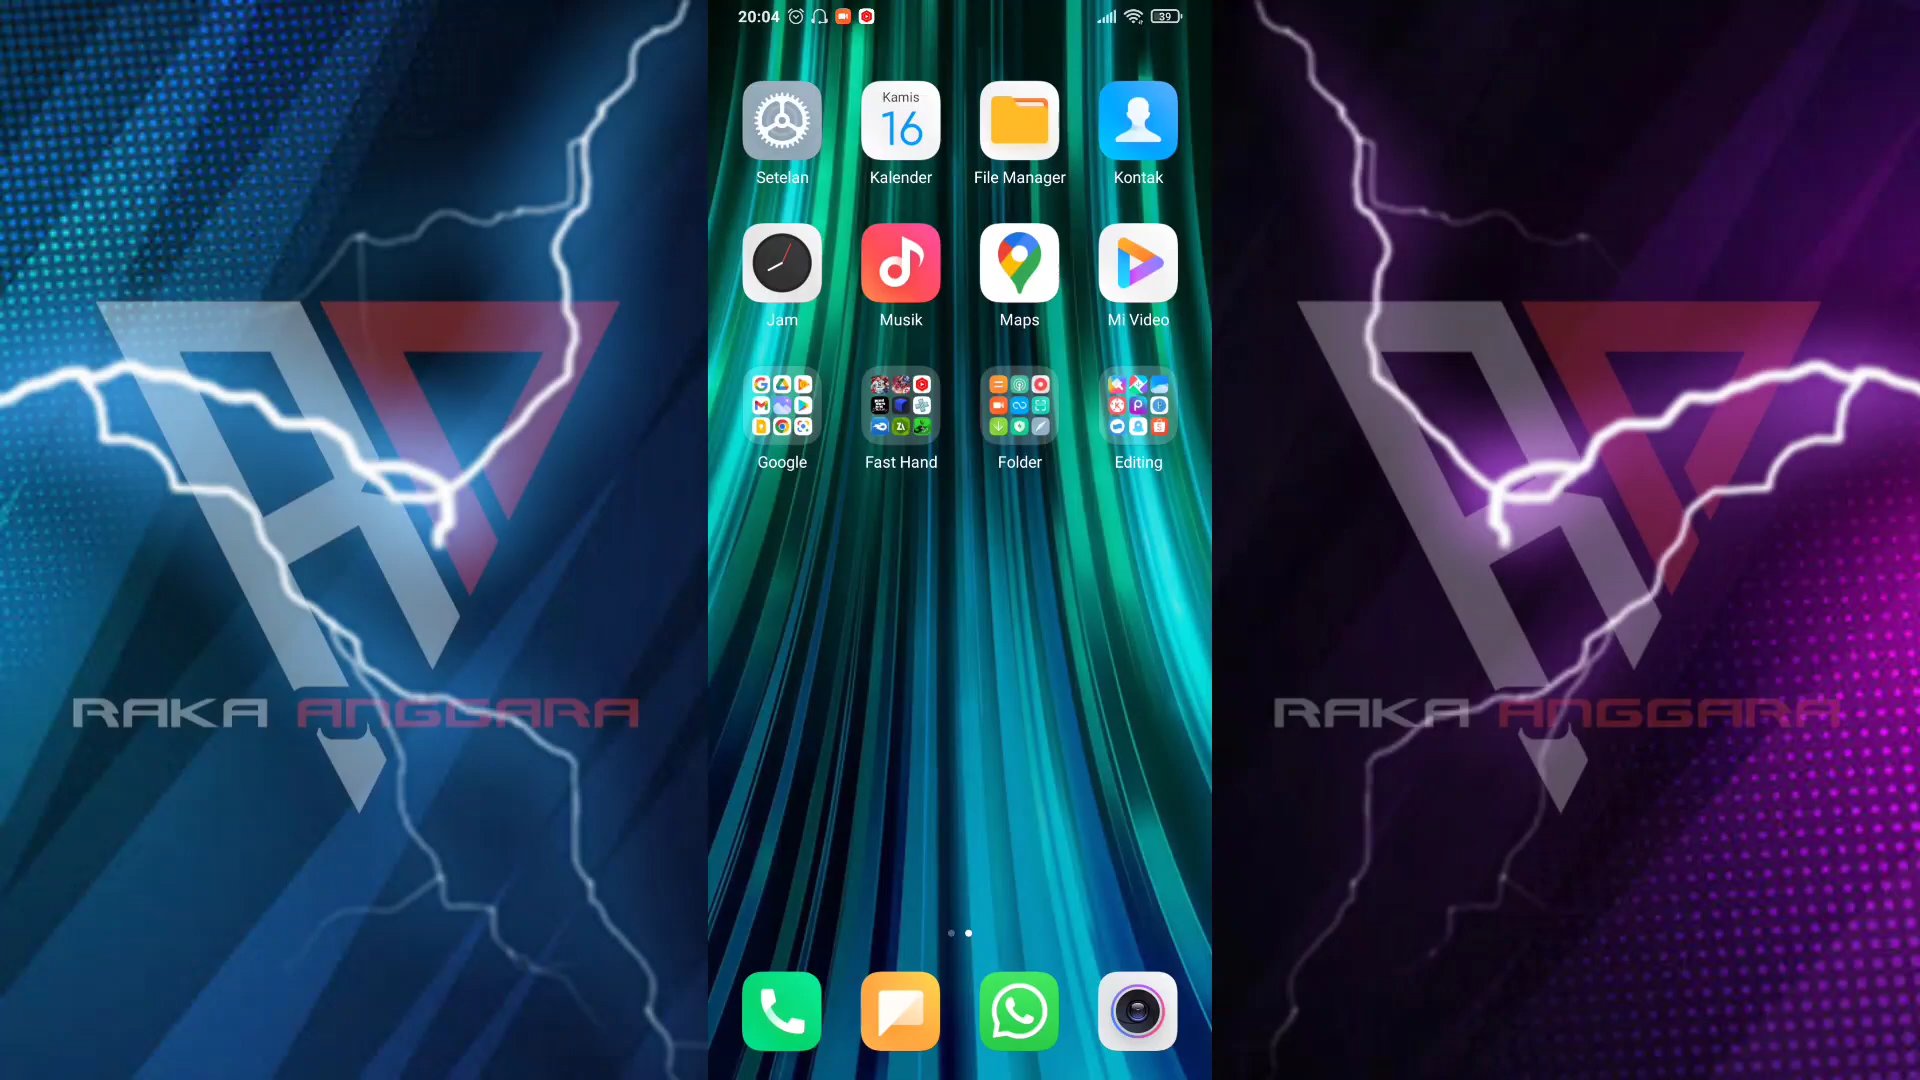 20:04
39
Kamis
16
Setelan
Kalender
File Manager
Kontak
Jam
Musik
Maps
Mi Video
Google
Fast Hand
Folder
Editing
RAKA ANGGARA
RAKA ANGGARA